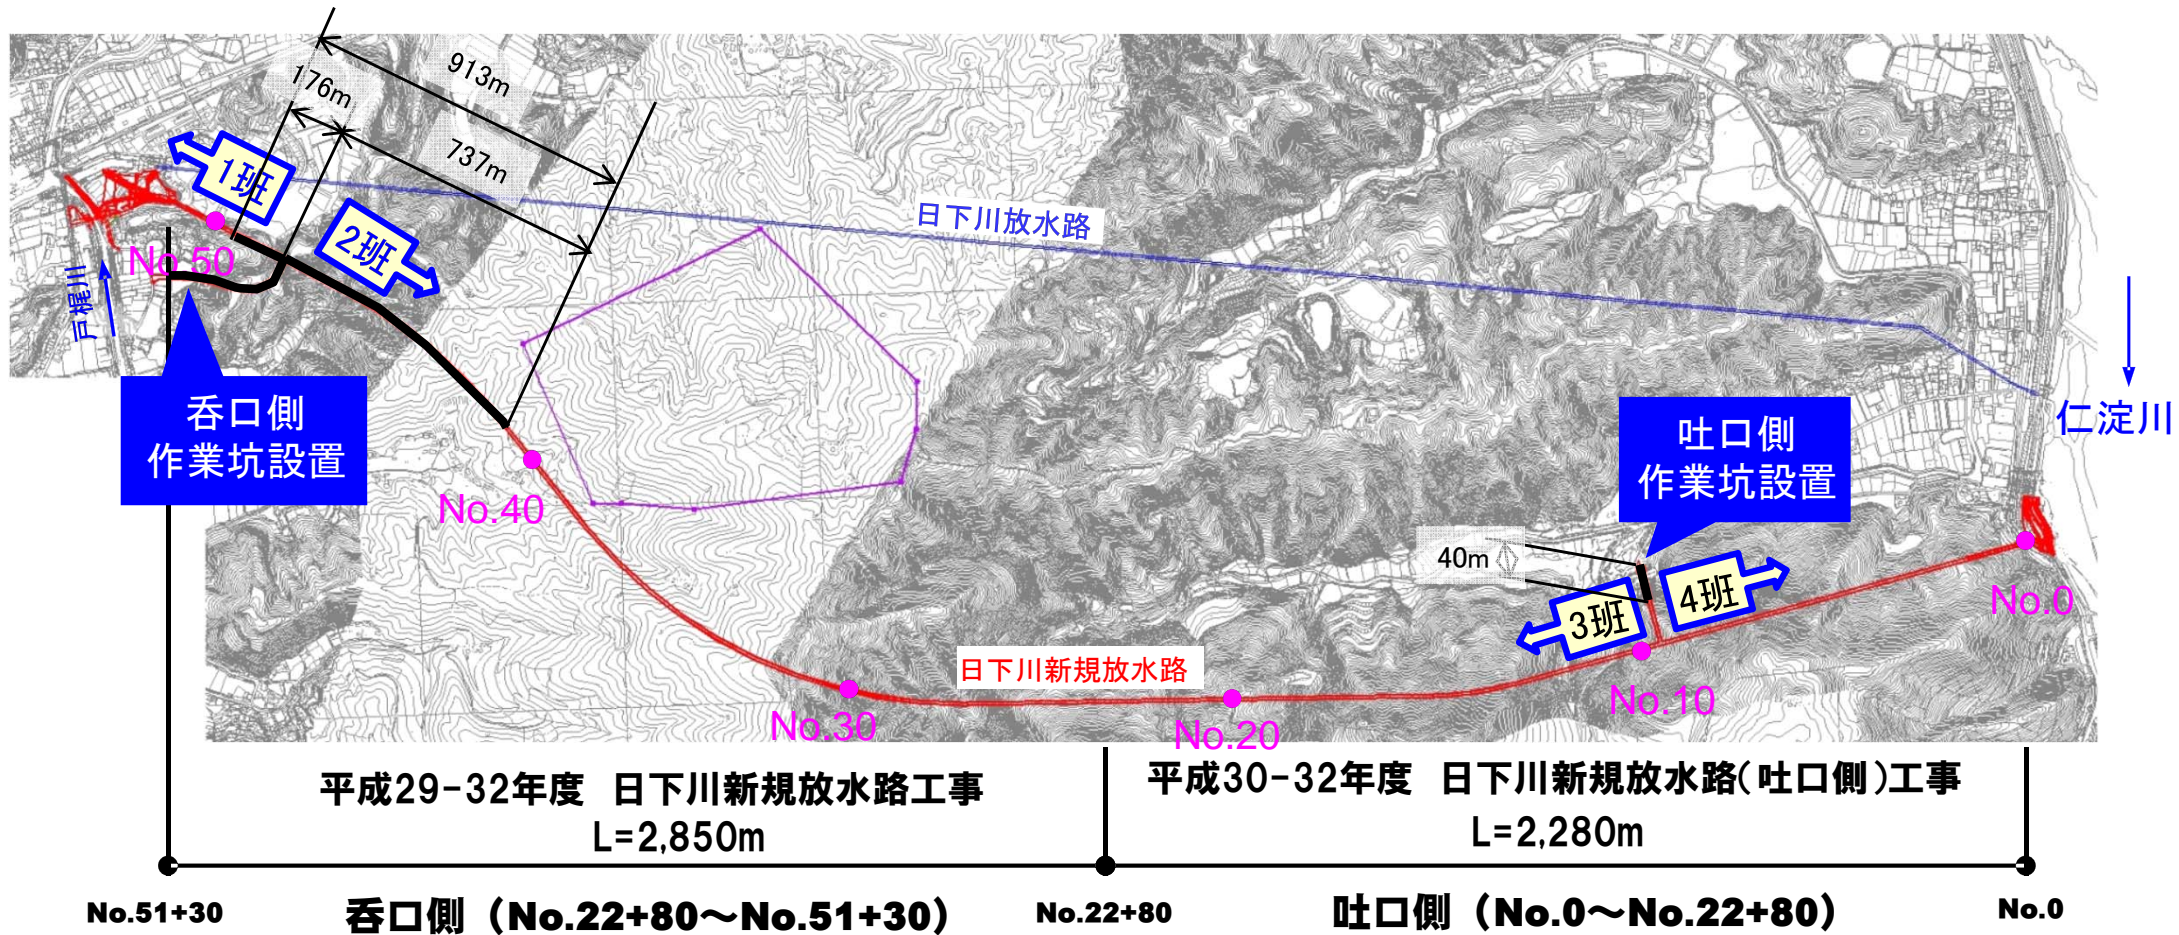 913m
176m
737m
1班
2班
日下川放水路
No.50
戸梶川
呑口側
作業坑設置
No.40
仁淀川
吐口側
作業坑設置
40m
3班
4班
No.0
日下川新規放水路
No.30
No.20
No.10
平成29-32年度 日下川新規放水路工事
L=2,850m
平成30-32年度 日下川新規放水路(吐口側)工事
L=2,280m
No.51+30
呑口側（No.22+80～No.51+30）
No.22+80
吐口側（No.0～No.22+80）
No.0